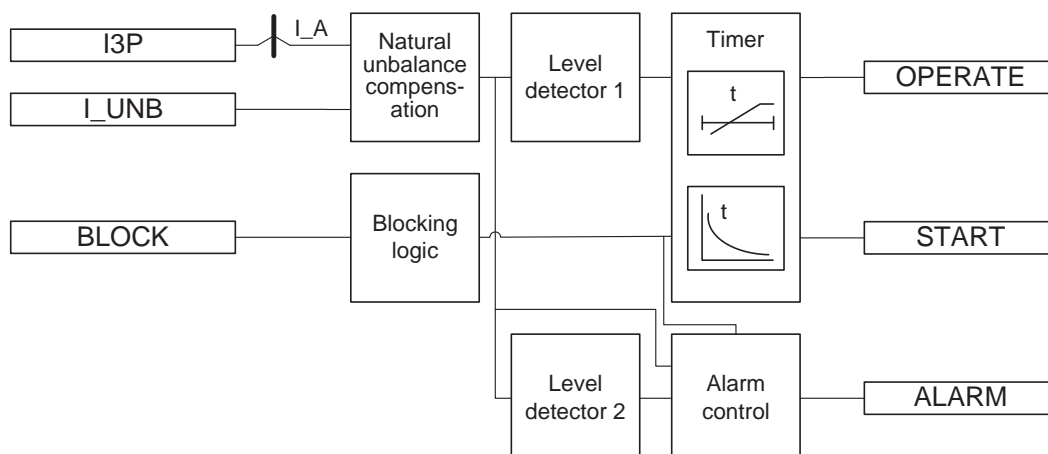 I3P
I_A
I_UNB
Natural
unbalance
compens-
ation
Level
detector 1
Timer
t
t
OPERATE
BLOCK
Blocking
logic
START
Level
detector 2
Alarm
control
ALARM